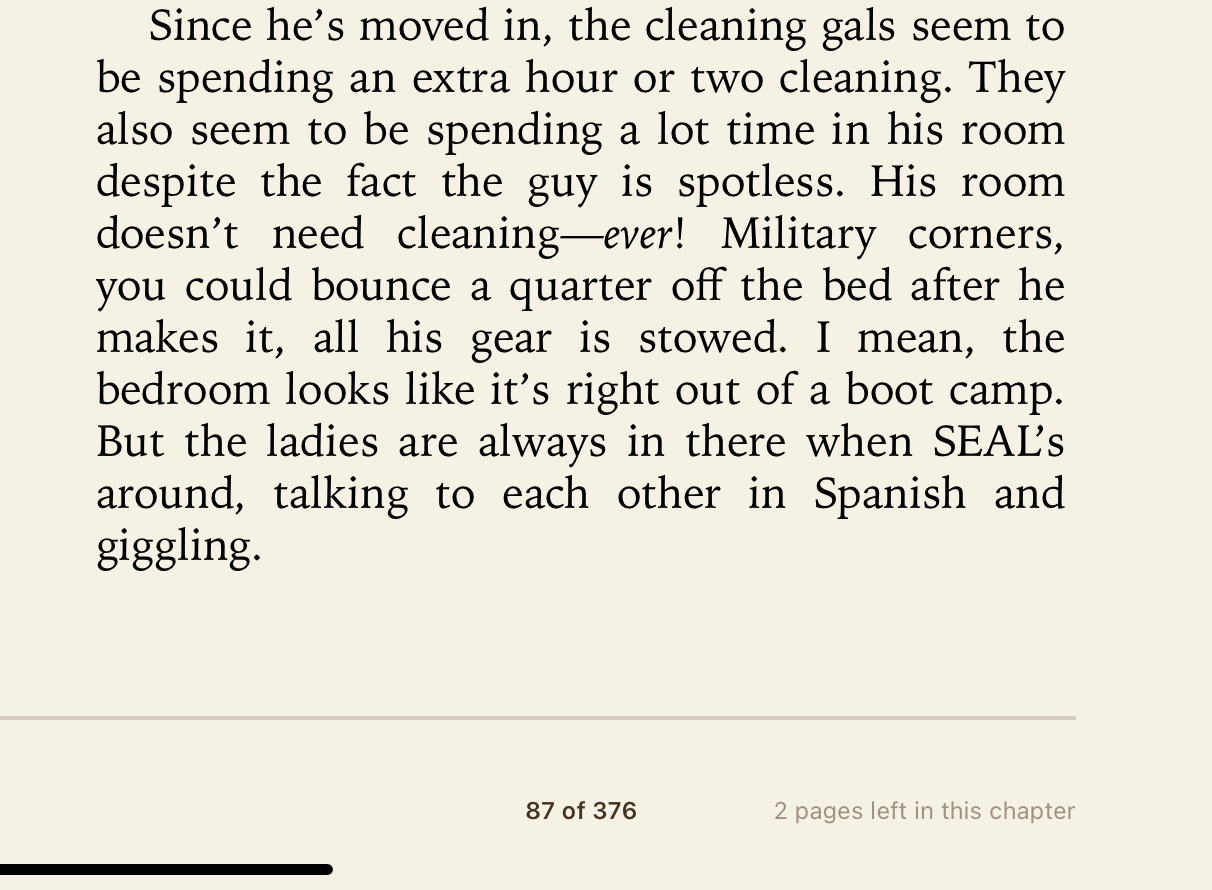 Since he’s moved in, the cleaning gals seem to
be spending an extra hour or two cleaning. They
also seem to be spending a lot time in his room
despite the fact the guy is spotless. His room
doesn’t need cleaning—ever! Military corners,
you could bounce a quarter off the bed after he
makes it, all his gear is stowed. I mean, the
bedroom looks like it’s right out of a boot camp.
But the ladies are always in there when SEAL’s
around, talking to each other in Spanish and
giggling.
87 of 376
2 pages left in this chapter